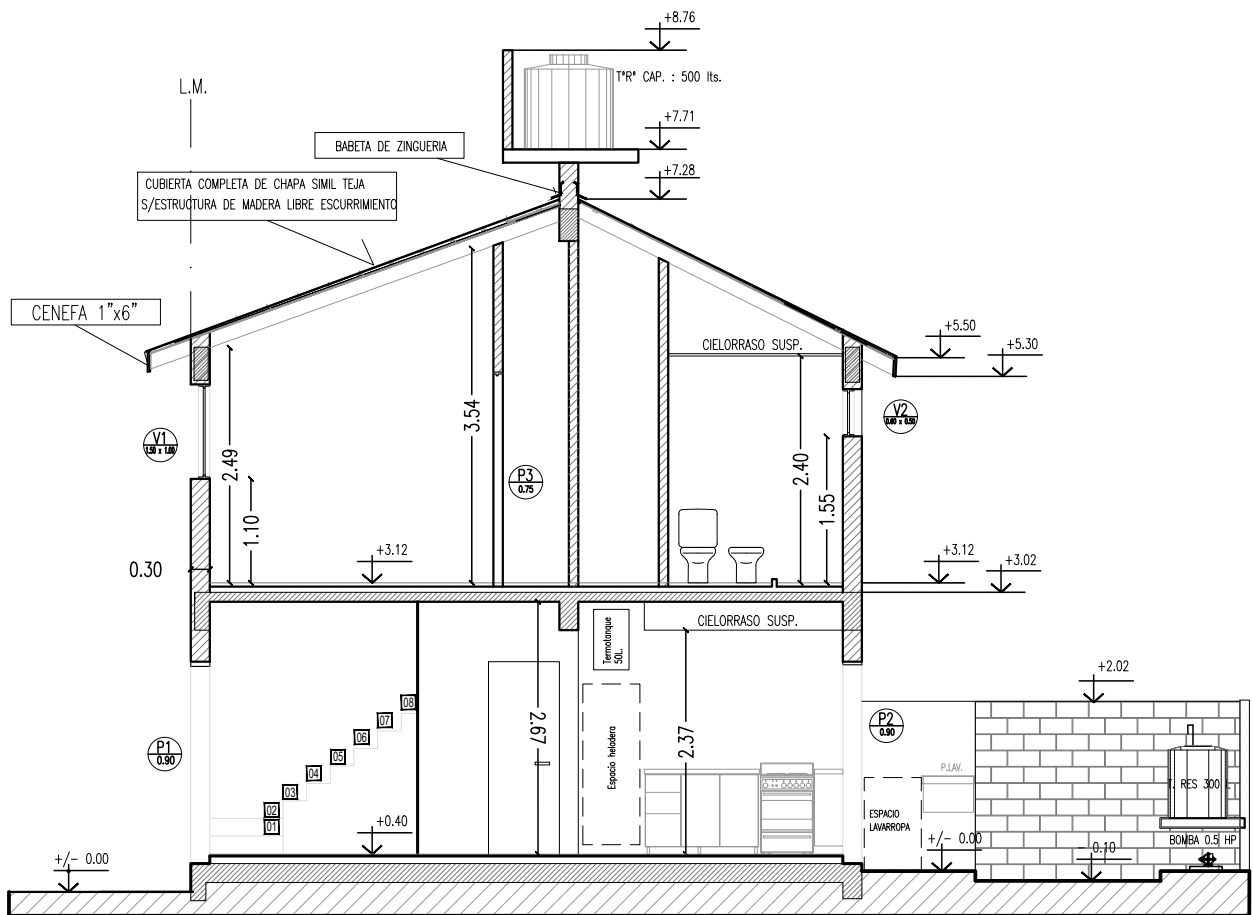 +8.76
T°R° CAP. : 500 lts.
L.M.
+7.71
BABETA DE ZINGUERIA
+7.28
CUBIERTA COMPLETA DE CHAPA SIMIL TEJA
S/ESTRUCTURA DE MADERA LIBRE ESCURRIMIENTO
CENEFA 1"x6"
+5.50
+5.30
CIELORRASO SUSP.
V1
1.50 x 1.00
V2
0.60 x 0.50
2.49
3.54
2.40
1.10
1.55
P3
0.75
0.30
+3.12
+3.12
+3.02
CIELORRASO SUSP.
Termotanque
50L.
+2.02
08
07
06
05
04
03
02
01
P1
0.90
2.67
Espacio heladera
2.37
P2
0.90
P.LAV.
T. RES 300 L
ESPACIO
LAVARROPA
BOMBA 0.5 HP
+0.40
+/- 0.00
+/- 0.00
- 0.10